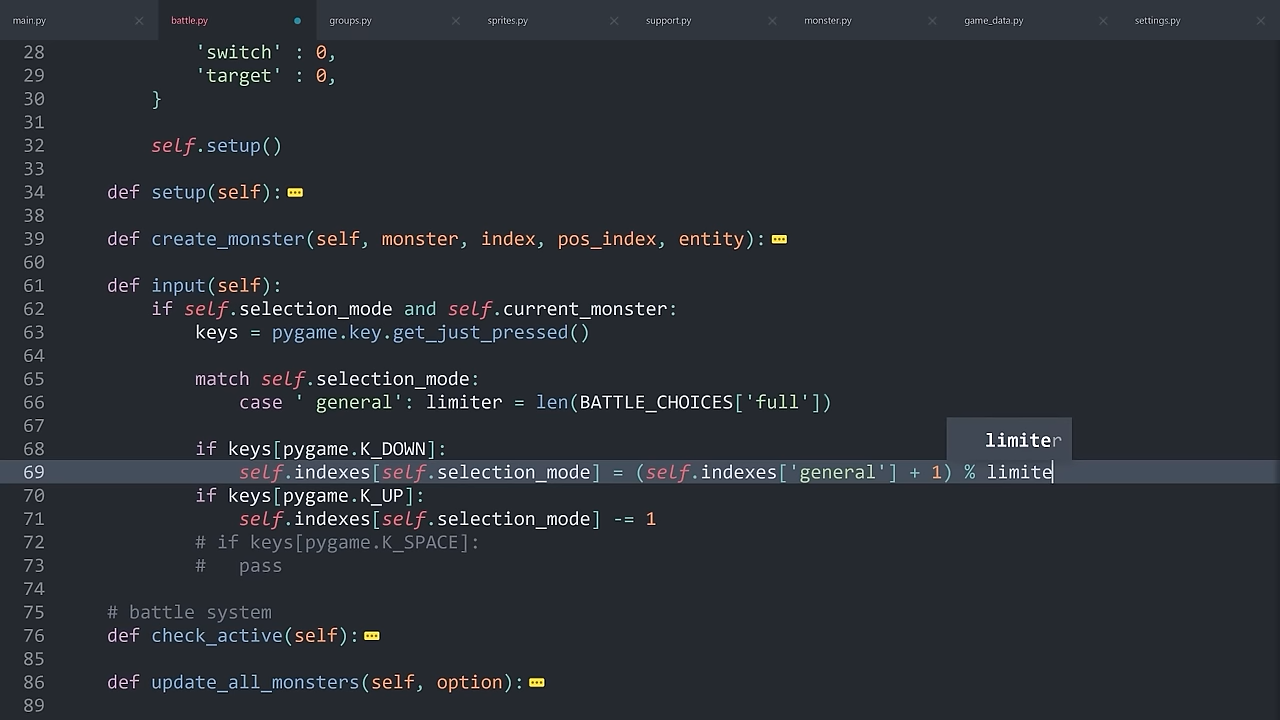 main.py battle.py groups.py sprites.py support.py monster.py game_data.py settings.py
28 'switch' : 0,
29 'target' : 0,
30 }
31
32 self.setup()
33
34 def setup(self):
38
39 def create_monster(self, monster, index, pos_index, entity):
60
61 def input(self):
62 if self.selection_mode and self.current_monster:
63 keys = pygame.key.get_just_pressed()
64
65 match self.selection_mode:
66 case ' general': limiter = len(BATTLE_CHOICES['full'])
67
68 if keys[pygame.K_DOWN]:
limiter
69 self.indexes[self.selection_mode] = (self.indexes['general'] + 1) % limite
70 if keys[pygame.K_UP]:
71 self.indexes[self.selection_mode] -= 1
72 # if keys[pygame.K_SPACE]:
73 # pass
74
75 # battle system
76 def check_active(self):
85
86 def update_all_monsters(self, option):
89